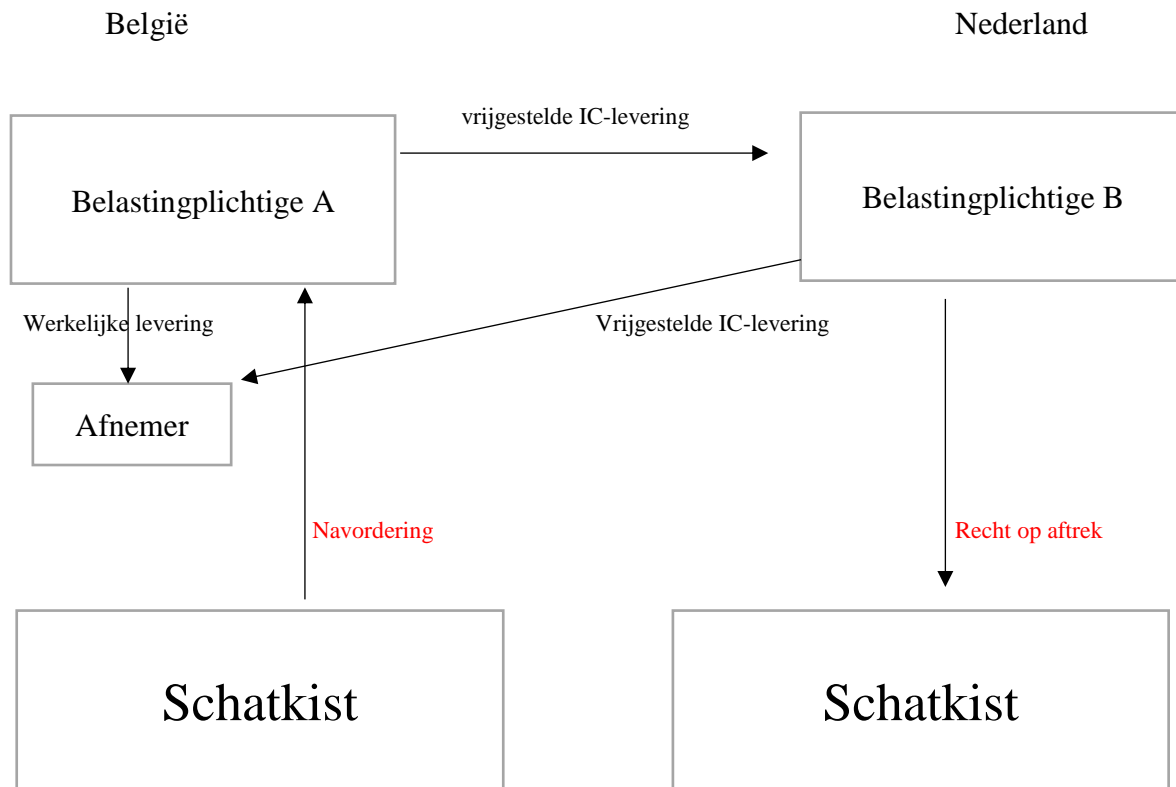 België
Nederland
vrijgestelde IC-levering
Belastingplichtige A
Belastingplichtige B
Werkelijke levering
Vrijgestelde IC-levering
Afnemer
Navordering
Recht op aftrek
Schatkist
Schatkist